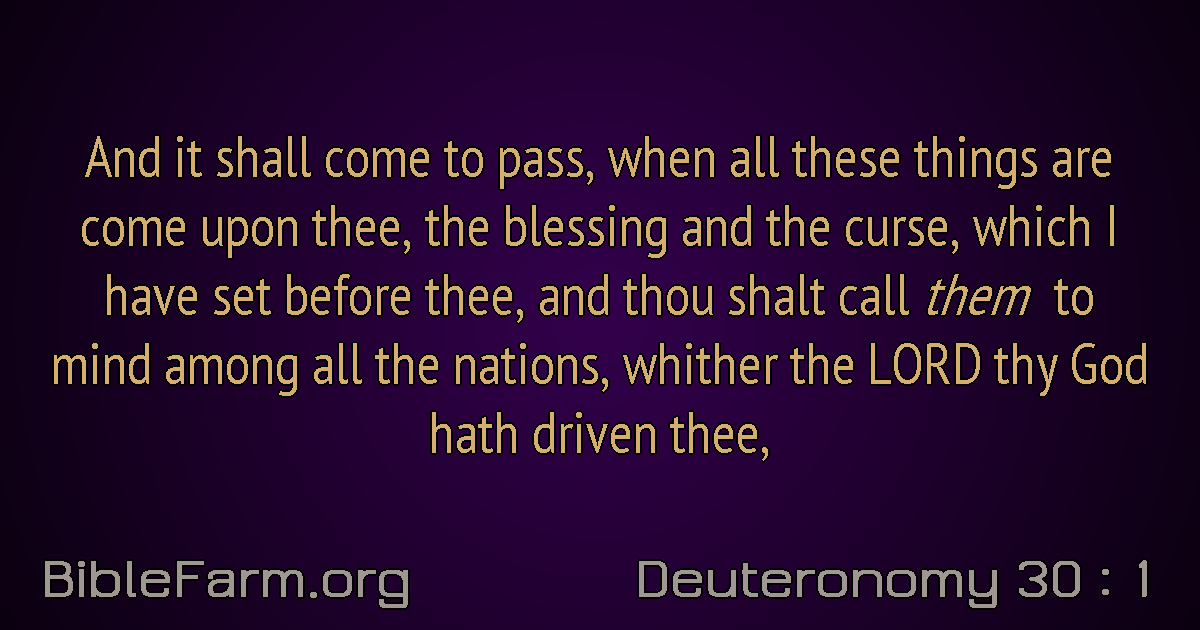 And it shall come to pass, when all these things are
come upon thee, the blessing and the curse, which I
have set before thee, and thou shalt call them to
mind among all the nations, whither the LORD thy God
hath driven thee,
BibleFarm.org
Deuteronomy 30 : 1